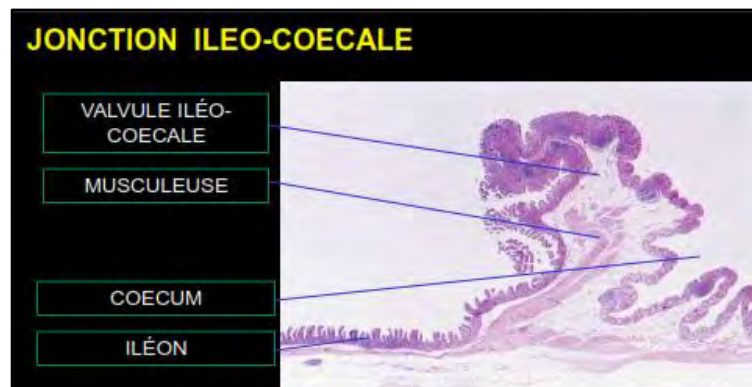 JONCTION ILEO-COECALE
VALVULE ILÉO-
COECALE
MUSCULEUSE
COECUM
ILÉON